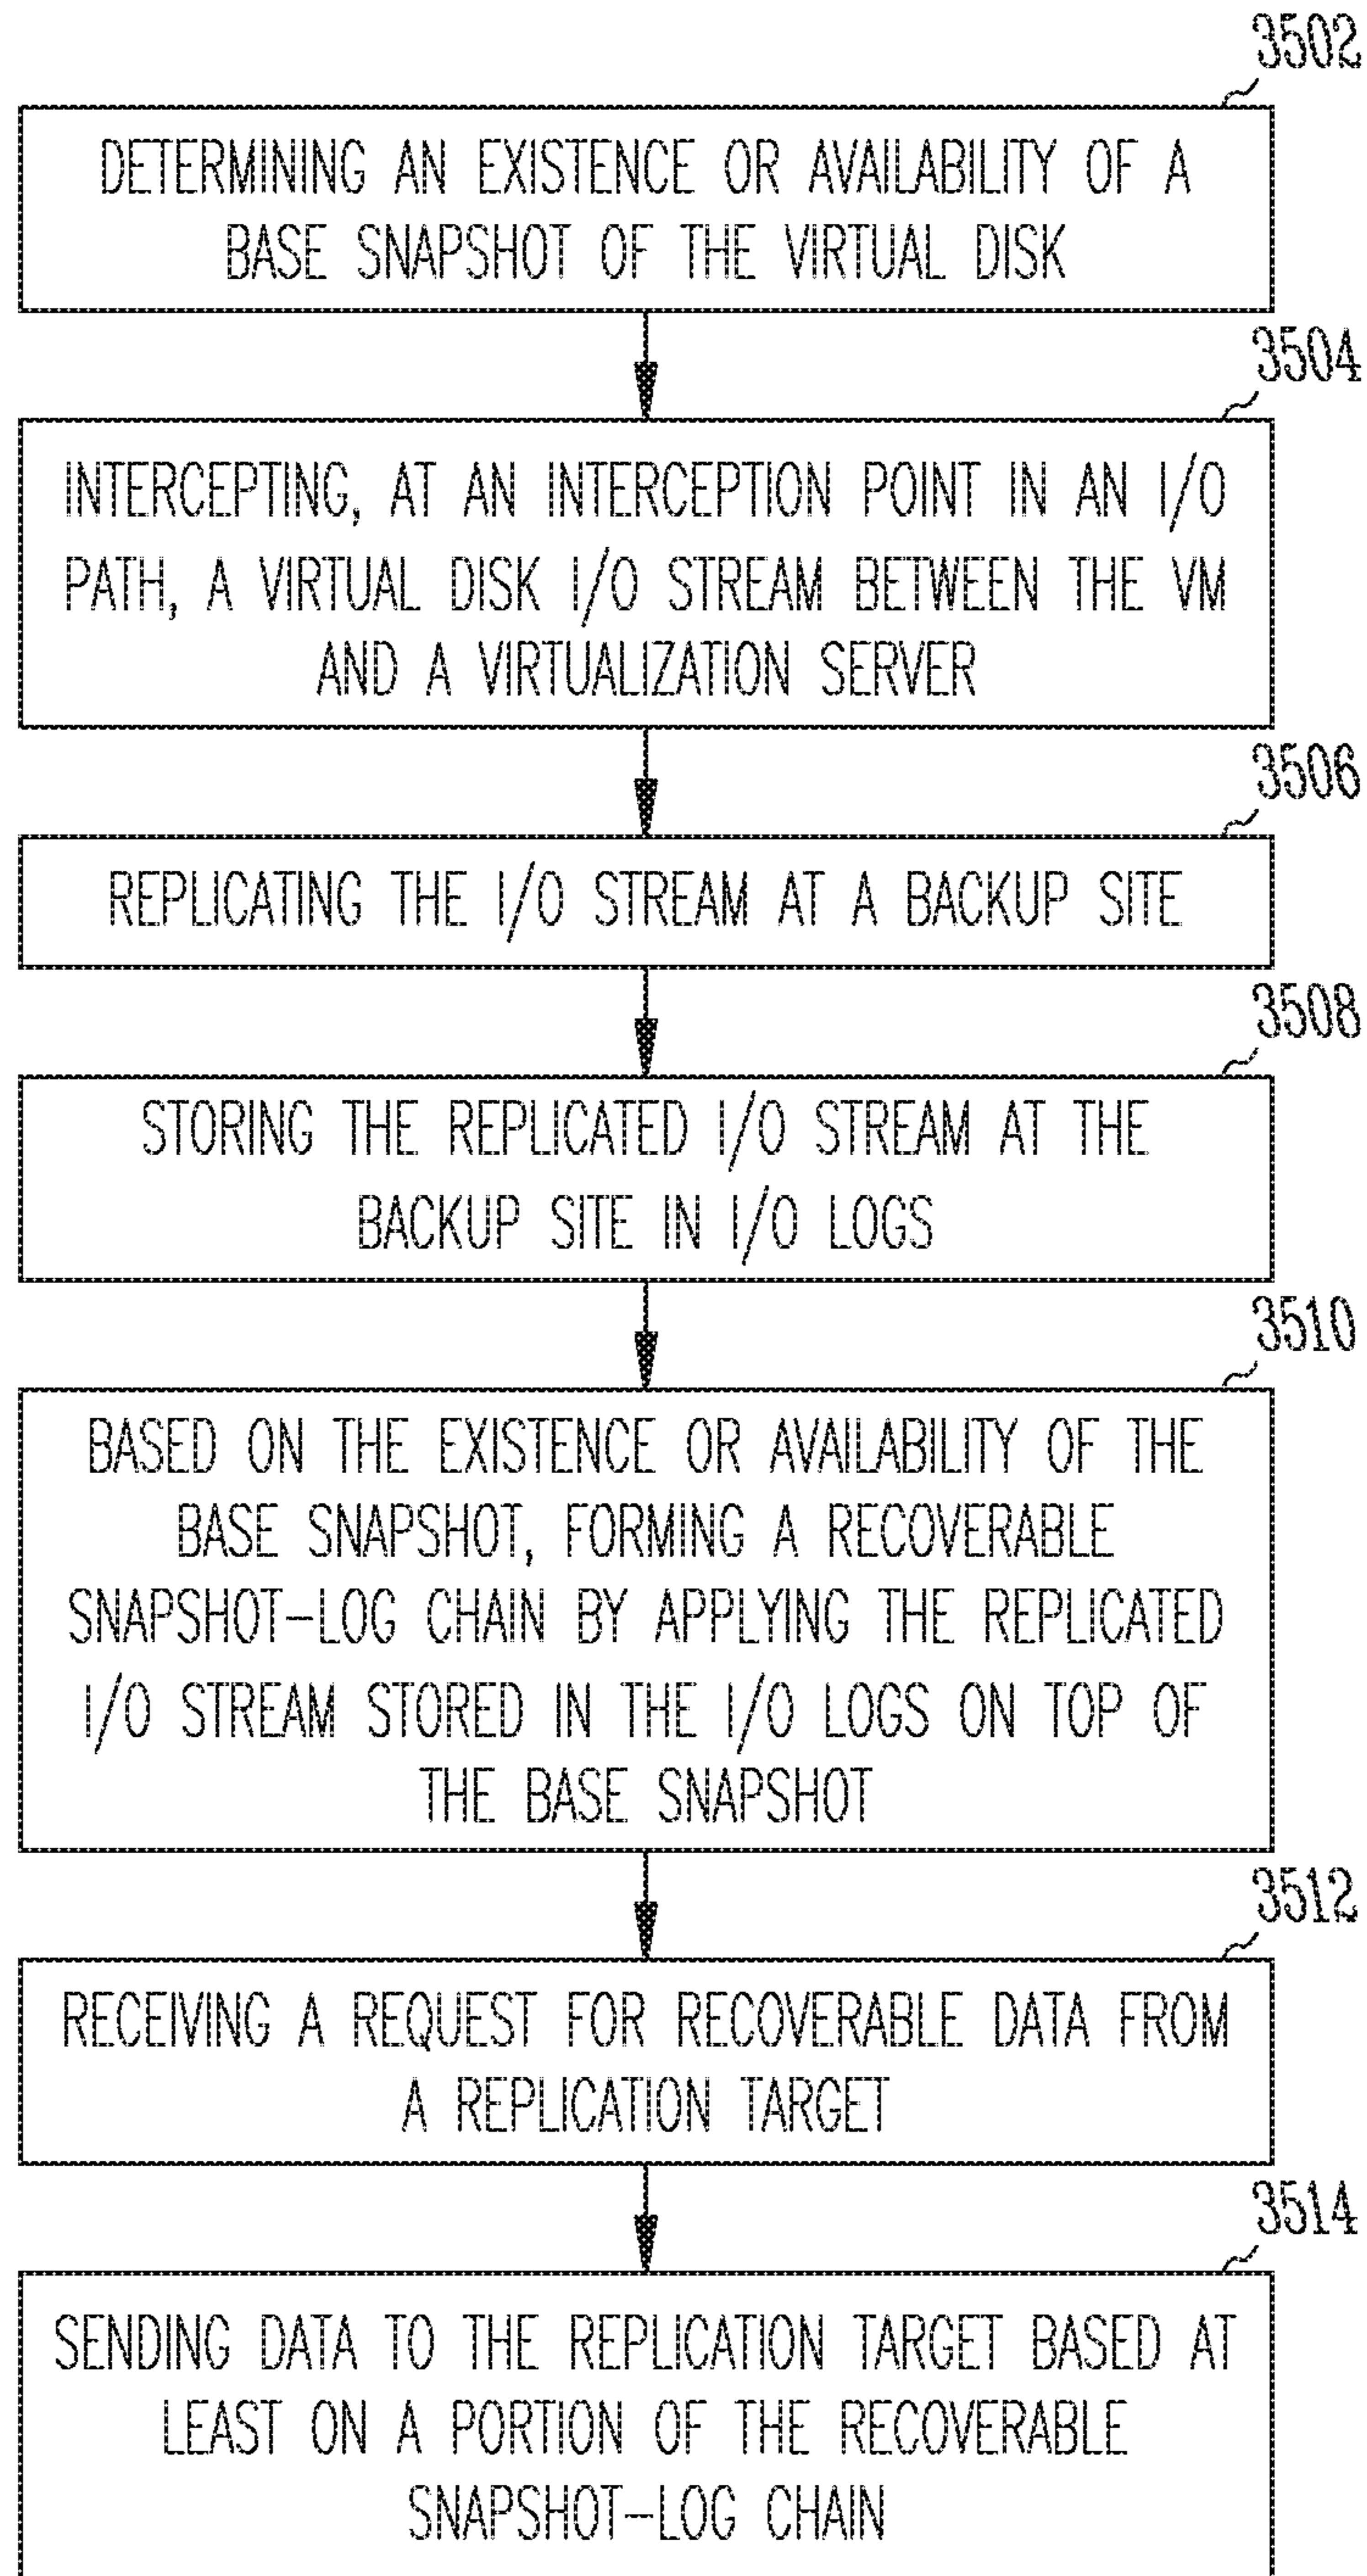 3502
DETERMINING AN EXISTENCE OR AVAILABILITY OF A
BASE SNAPSHOT OF THE VIRTUAL DISK
3504
INTERCEPTING, AT AN INTERCEPTION POINT IN AN I/O
PATH, A VIRTUAL DISK I/O STREAM BETWEEN THE VM
AND A VIRTUALIZATION SERVER
3506
REPLICATING THE I/O STREAM AT A BACKUP SITE
3508
STORING THE REPLICATED I/O STREAM AT THE
BACKUP SITE IN I/O LOGS
3510
BASED ON THE EXISTENCE OR AVAILABILITY OF THE
BASE SNAPSHOT, FORMING A RECOVERABLE
SNAPSHOT-LOG CHAIN BY APPLYING THE REPLICATED
I/O STREAM STORED IN THE I/O LOGS ON TOP OF
THE BASE SNAPSHOT
3512
RECEIVING A REQUEST FOR RECOVERABLE DATA FROM
A REPLICATION TARGET
3514
SENDING DATA TO THE REPLICATION TARGET BASED AT
LEAST ON A PORTION OF THE RECOVERABLE
SNAPSHOT-LOG CHAIN